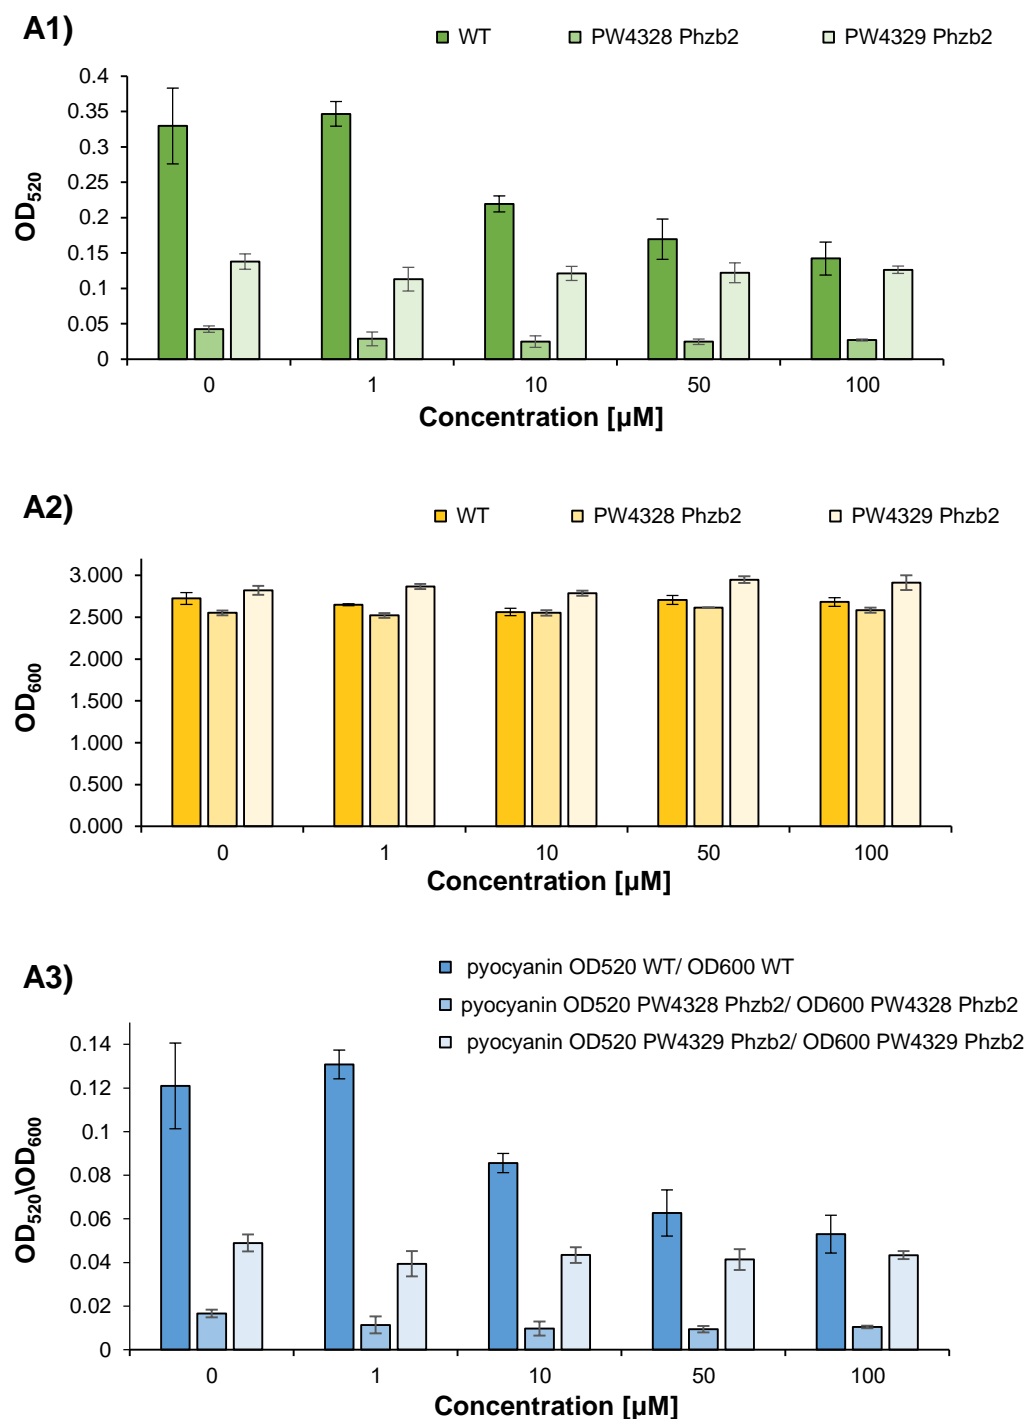 A1)
WT PW4328 Phzb2 PW4329 Phzb2
0.4
0.35
0.3
0.25
0.2
0.15
0.1
0.05
0
OD520
0 1 10 50 100
Concentration [µM]
A2)
WT PW4328 Phzb2 PW4329 Phzb2
3.000
2.500
2.000
1.500
1.000
0.500
0.000
OD600
0 1 10 50 100
Concentration [µM]
A3)
pyocyanin OD520 WT/ OD600 WT
pyocyanin OD520 PW4328 Phzb2/ OD600 PW4328 Phzb2
pyocyanin OD520 PW4329 Phzb2/ OD600 PW4329 Phzb2
0.14
0.12
0.1
0.08
0.06
0.04
0.02
0
OD520\OD600
0 1 10 50 100
Concentration [µM]